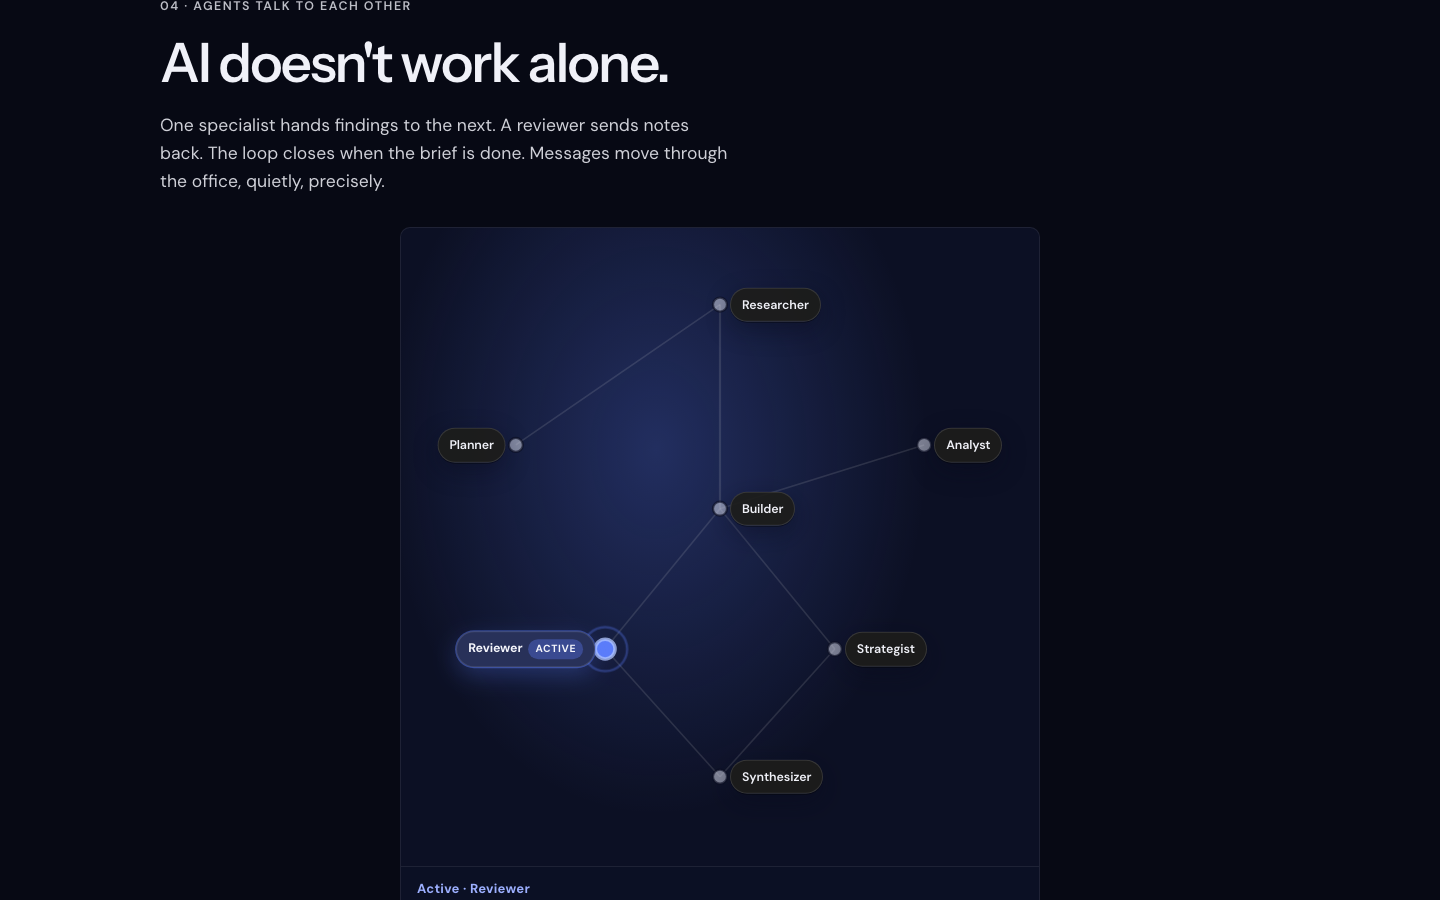 04 · AGENTS TALK TO EACH OTHER
AI doesn't work alone.
One specialist hands findings to the next. A reviewer sends notes
back. The loop closes when the brief is done. Messages move through
the office, quietly, precisely.
Researcher
Planner
Analyst
Builder
Reviewer ACTIVE
Strategist
Synthesizer
Active · Reviewer